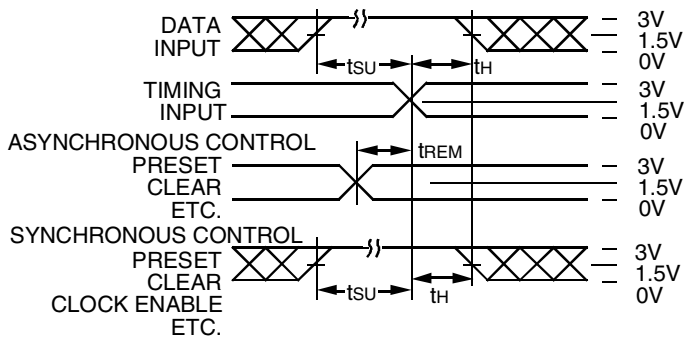 DATA
INPUT
tSU
tH
3V
1.5V
0V
TIMING
INPUT
3V
1.5V
0V
ASYNCHRONOUS CONTROL
PRESET
CLEAR
ETC.
tREM
3V
1.5V
0V
SYNCHRONOUS CONTROL
PRESET
CLEAR
CLOCK ENABLE
ETC.
tSU
tH
3V
1.5V
0V